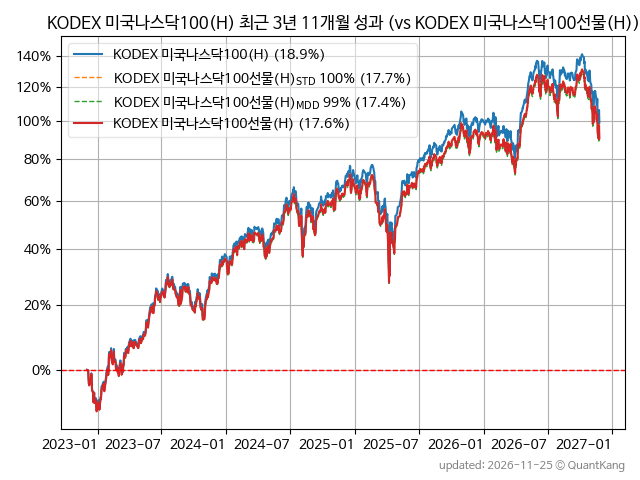 KODEX 미국나스닥100(H) 최근 3년 11개월 성과 (vs KODEX 미국나스닥100선물(H))
KODEX 미국나스닥100(H) (18.9%)
KODEX 미국나스닥100선물(H)STD 100% (17.7%)
KODEX 미국나스닥100선물(H)MDD 99% (17.4%)
KODEX 미국나스닥100선물(H) (17.6%)
140%
120%
100%
80%
60%
40%
20%
0%
2023-01 2023-07 2024-01 2024-07 2025-01 2025-07 2026-01 2026-07 2027-01
updated: 2026-11-25 © QuantKang